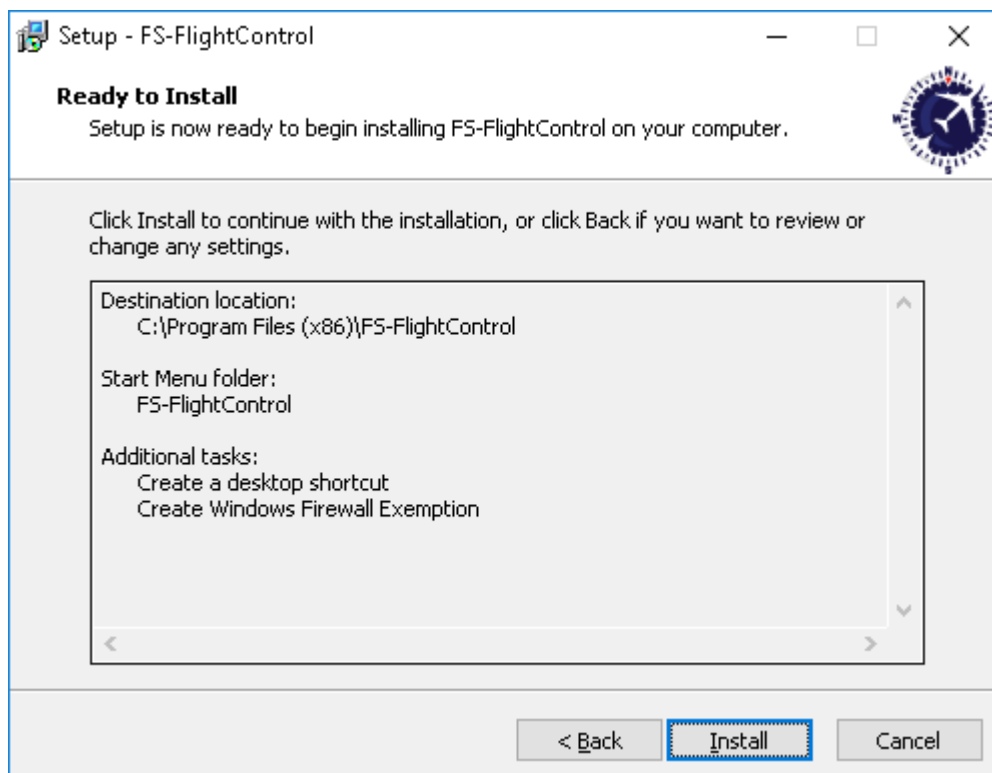 Setup - FS-FlightControl
Ready to Install
Setup is now ready to begin installing FS-FlightControl on your computer.
Click Install to continue with the installation, or click Back if you want to review or
change any settings.
Destination location:
C:\Program Files (x86)\FS-FlightControl
Start Menu folder:
FS-FlightControl
Additional tasks:
Create a desktop shortcut
Create Windows Firewall Exemption
< Back
Install
Cancel